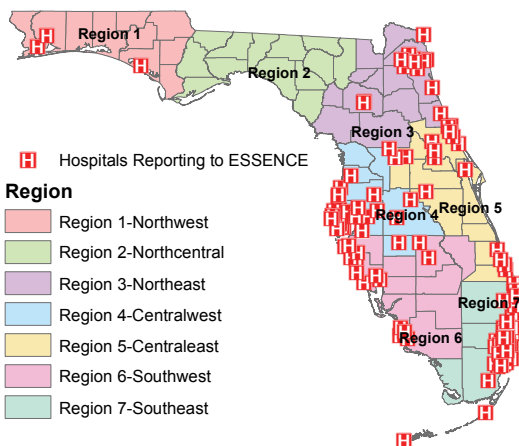 Region 1
Region 2
Region 3
H Hospitals Reporting to ESSENCE
Region
Region 1-Northwest
Region 2-Northcentral
Region 3-Northeast
Region 4-Centralwest
Region 5-Centraleast
Region 6-Southwest
Region 7-Southeast
Region 4
Region 5
Region 7
Region 6